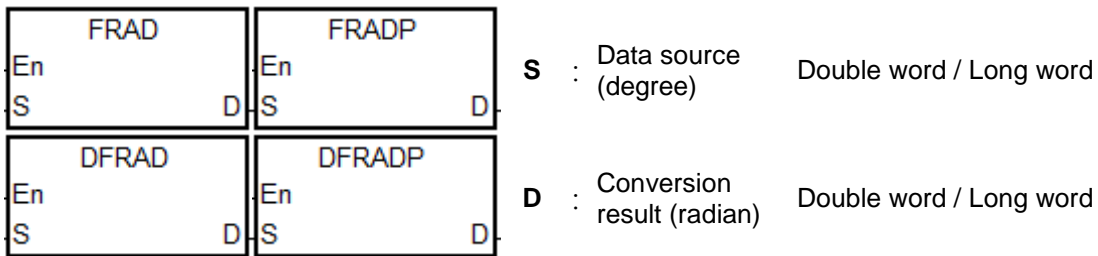 FRAD
En
S D
FRADP
En
S D
DFRAD
En
S D
DFRADP
En
S D
S : Data source
(degree) Double word / Long word
D : Conversion
result (radian) Double word / Long word